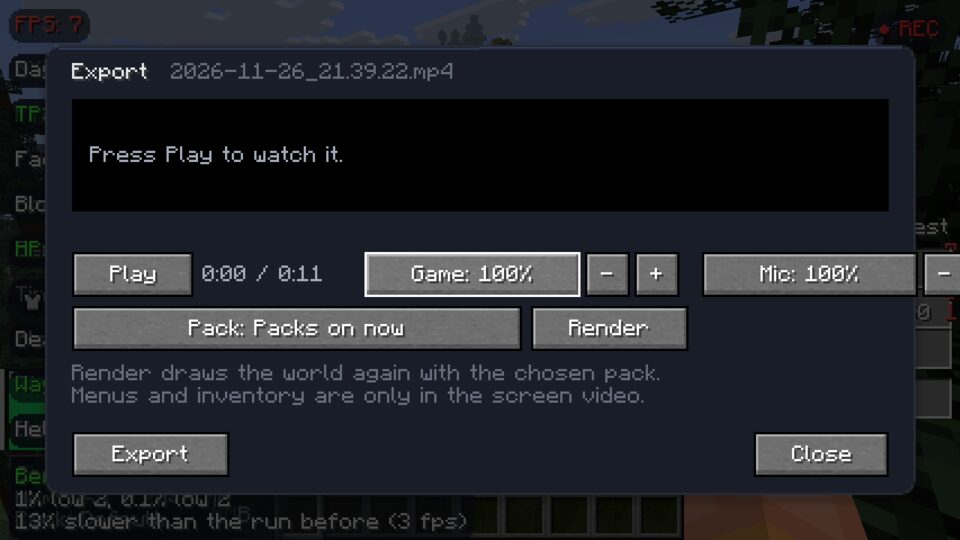 FPS: 7
REC
Export 2026-11-26_21.39.22.mp4
Press Play to watch it.
Play 0:00 / 0:11 Game: 100% - + Mic: 100% -
Pack: Packs on now Render
Render draws the world again with the chosen pack.
Menus and inventory are only in the screen video.
Export Close
1% low 2, 0.1% low 2
13% slower than the run before (3 fps)